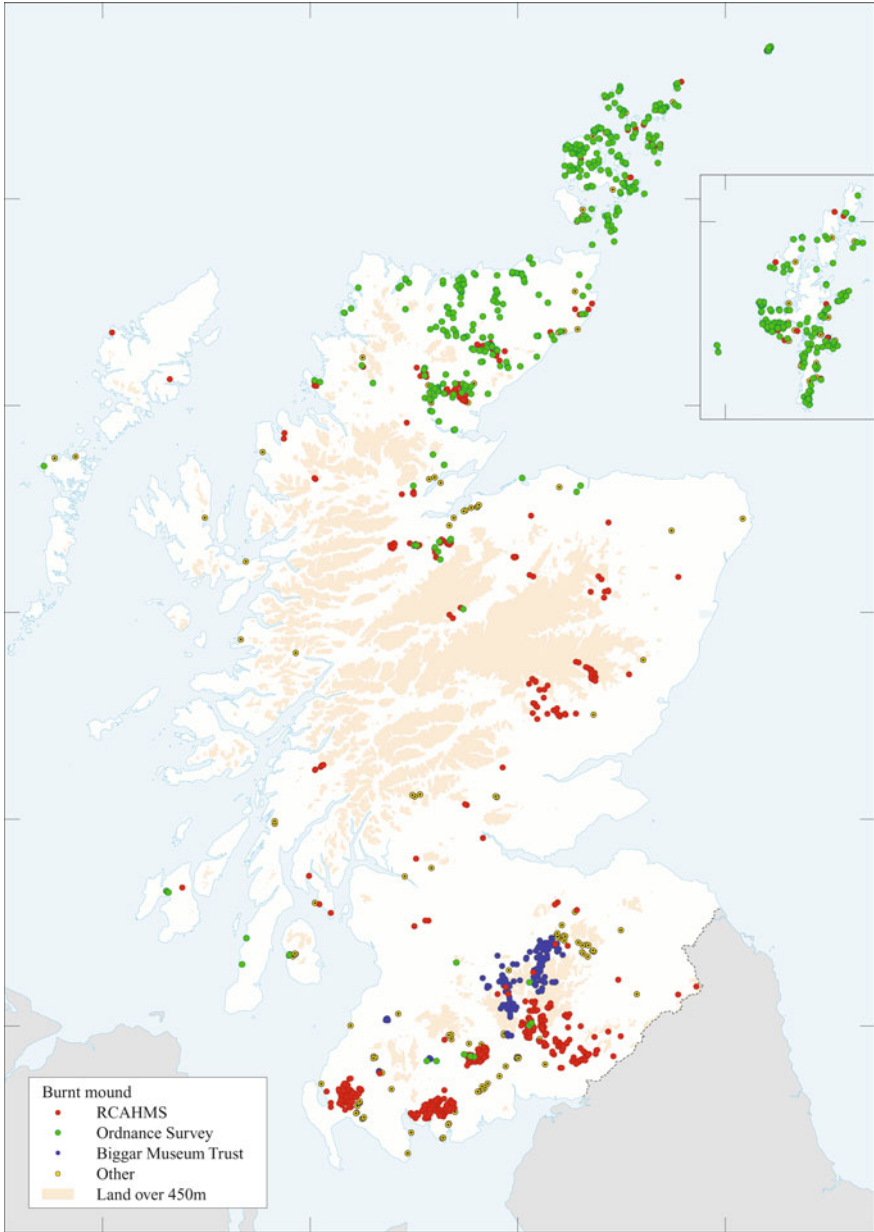 Burnt mound
RCAHMS
Ordnance Survey
Biggar Museum Trust
Other
Land over 450m